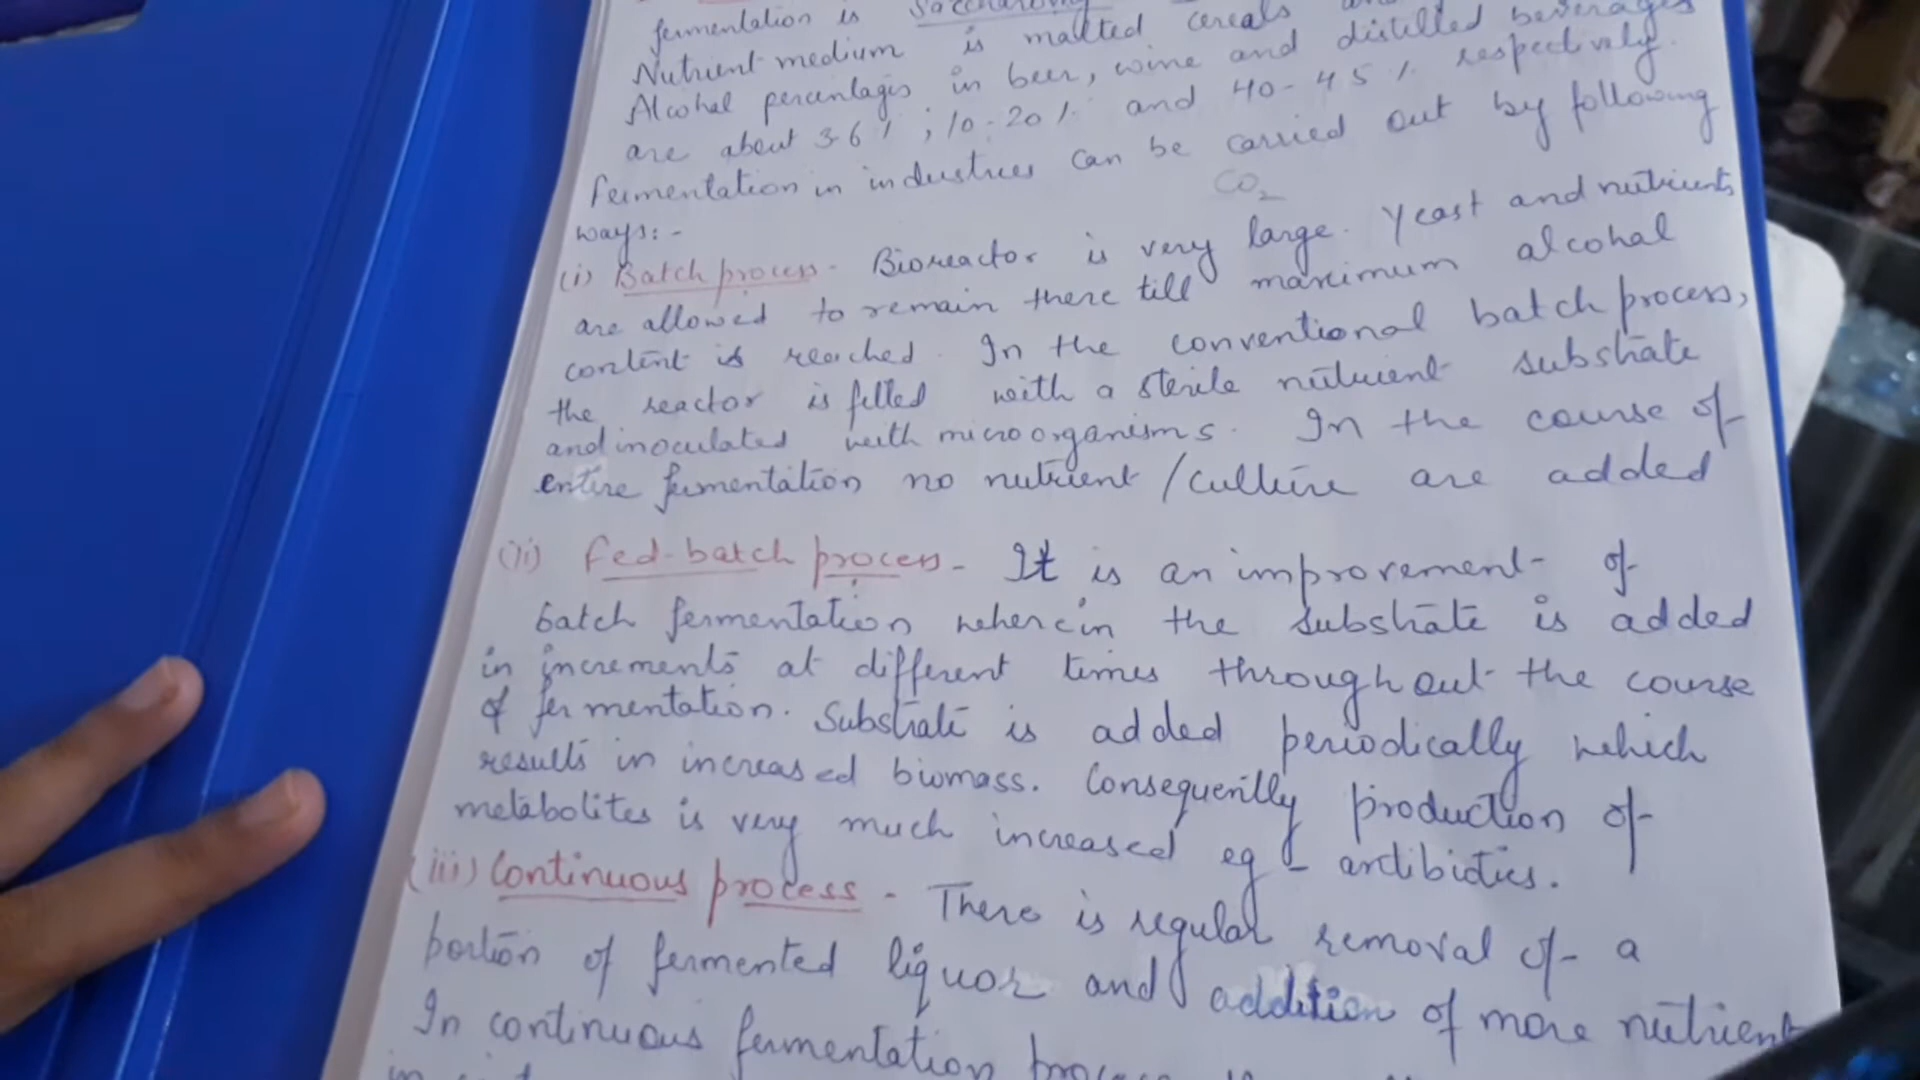 fermentation is
Nutrient medium is malted cereals
Alcohol percentages in beer, wine and distilled beverages
are about 3-6%, 10-20% and 40-45% respectively.
Fermentation in industries can be carried out by following
ways:-
CO2
(i) Batch process - Bioreactor is very large. Yeast and nutrients
are allowed to remain there till maximum alcohal
content is reached. In the conventional batch process,
the reactor is filled with a sterile nutrient substrate
and inoculated with microorganisms. In the course of
entire fermentation no nutrient/culture are added
(ii) Fed-batch process - It is an improvement of
batch fermentation wherein the substrate is added
in increments at different times throughout the course
of fermentation. Substrate is added periodically which
results in increased biomass. Consequently production of
metabolites is very much increased eg - antibiotics.
(iii) Continuous process - There is regular removal of a
portion of fermented liquor and addition of more nutrient
In continuous fermentation